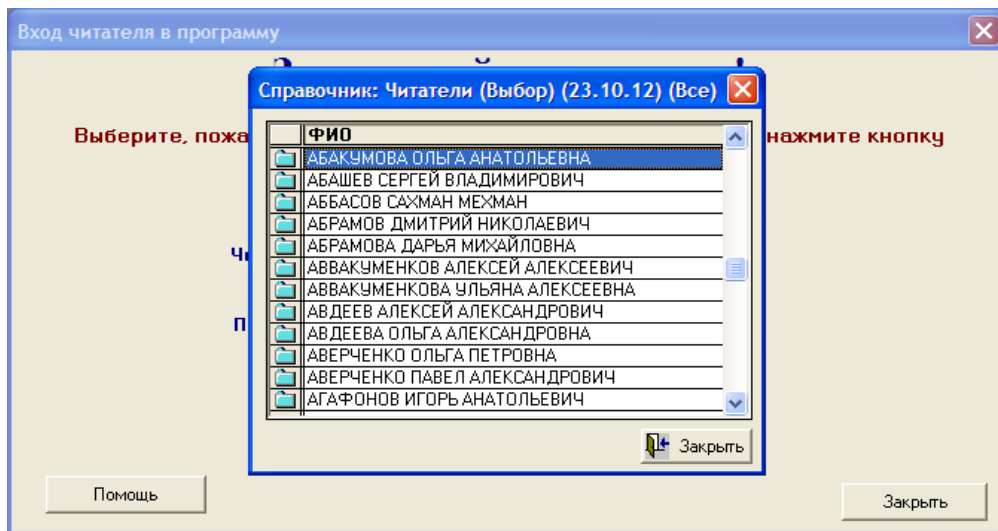 Вход читателя в программу
Справочник: Читатели (Выбор) (23.10.12) (Все)
Выберите, нажмите кнопку
ФИО
АБАКУМОВА ОЛЬГА АНАТОЛЬЕВНА
АБАШЕВ СЕРГЕЙ ВЛАДИМИРОВИЧ
АББАСОВ САХМАН МЕХМАН
АБРАМОВ ДМИТРИЙ НИКОЛАЕВИЧ
АБРАМОВА ДАРЬЯ МИХАЙЛОВНА
АВВАКУМЕНКОВ АЛЕКСЕЙ АЛЕКСЕЕВИЧ
АВВАКУМЕНКОВА УЛЬЯНА АЛЕКСЕЕВНА
АВДЕЕВ АЛЕКСЕЙ АЛЕКСАНДРОВИЧ
АВДЕЕВА ОЛЬГА АЛЕКСАНДРОВНА
АВЕРЧЕНКО ОЛЬГА ПЕТРОВНА
АВЕРЧЕНКО ПАВЕЛ АЛЕКСАНДРОВИЧ
АГАФОНОВ ИГОРЬ АНАТОЛЬЕВИЧ
Закрыть
Помощь
Закрыть